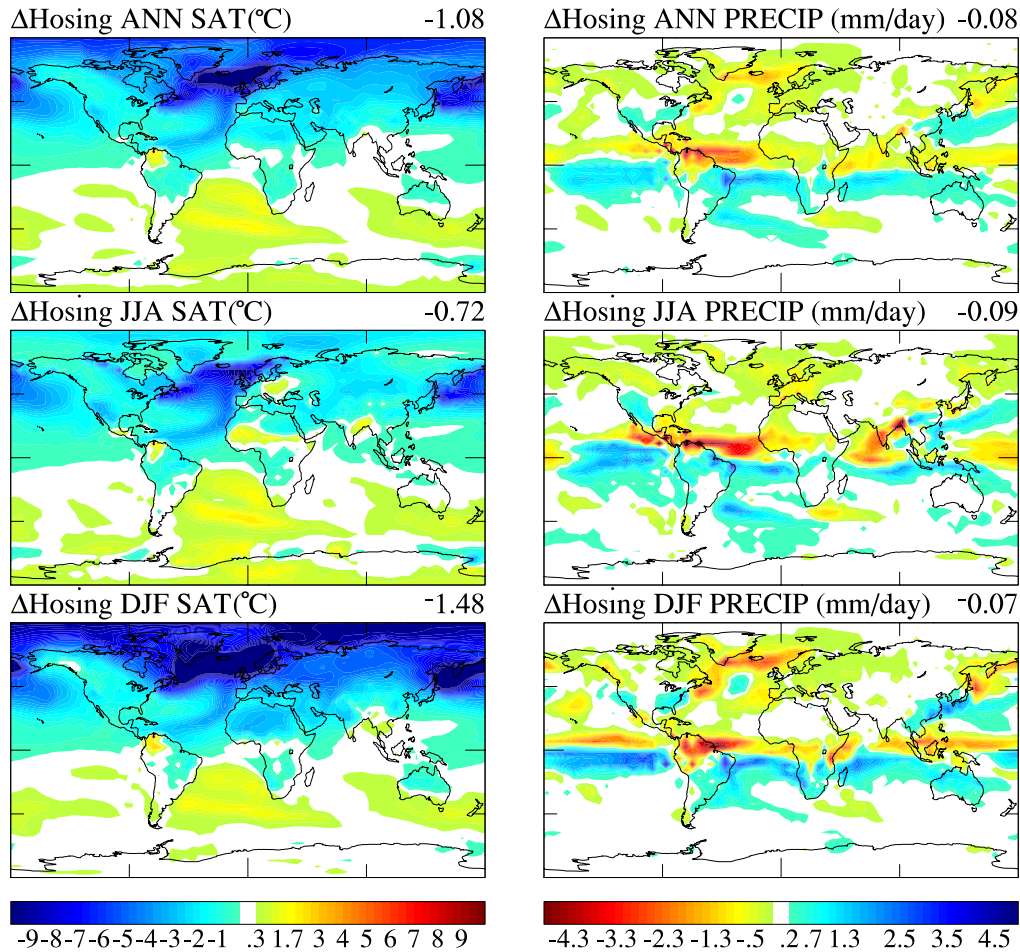 ΔHosing ANN SAT(°C) -1.08
ΔHosing ANN PRECIP (mm/day) -0.08
ΔHosing JJA SAT(°C) -0.72
ΔHosing JJA PRECIP (mm/day) -0.09
ΔHosing DJF SAT(°C) -1.48
ΔHosing DJF PRECIP (mm/day) -0.07
-9 -8 -7 -6 -5 -4 -3 -2 -1 .3 1 2 3 4 5 6 7 8 9
-4.3 -3.3 -2.3 -1.3 -.5 .2 .7 1.3 2.5 3.5 4.5